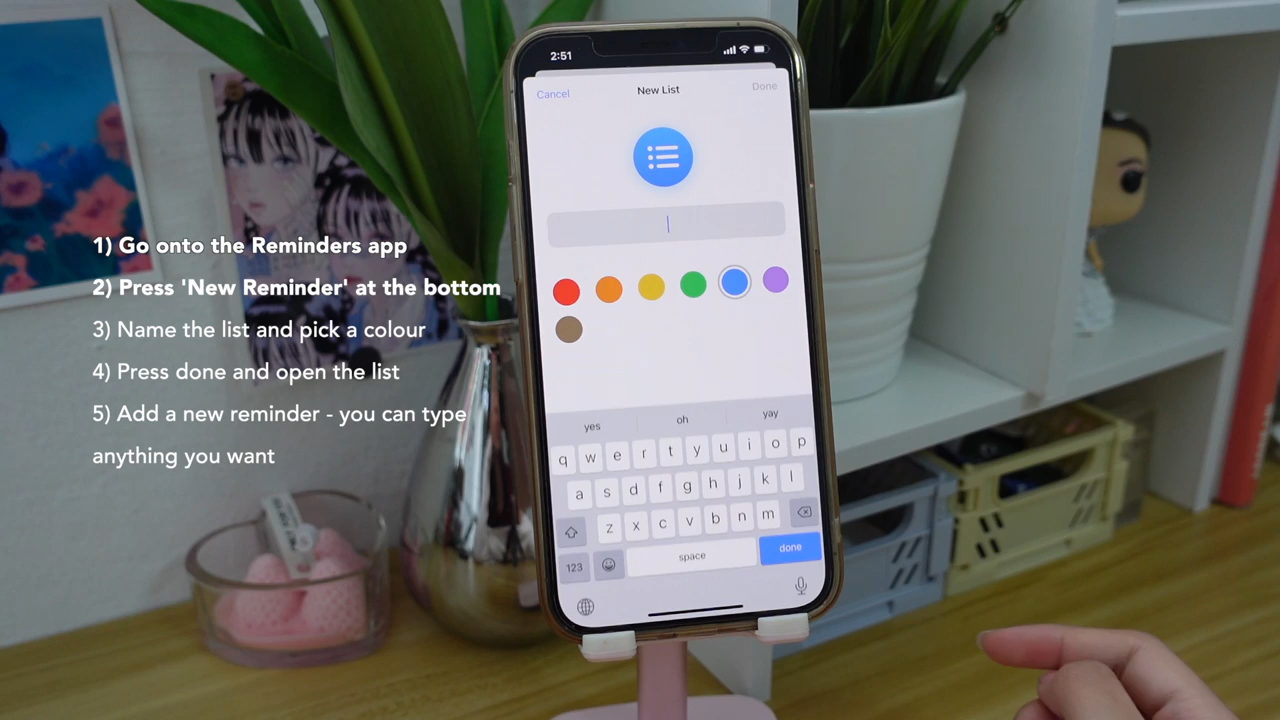 2:51
Cancel
New List
Done
1) Go onto the Reminders app
2) Press 'New Reminder' at the bottom
3) Name the list and pick a colour
4) Press done and open the list
5) Add a new reminder - you can type
anything you want
yes oh yay
q w e r t y u i o p
a s d f g h j k l
z x c v b n m
123 space done